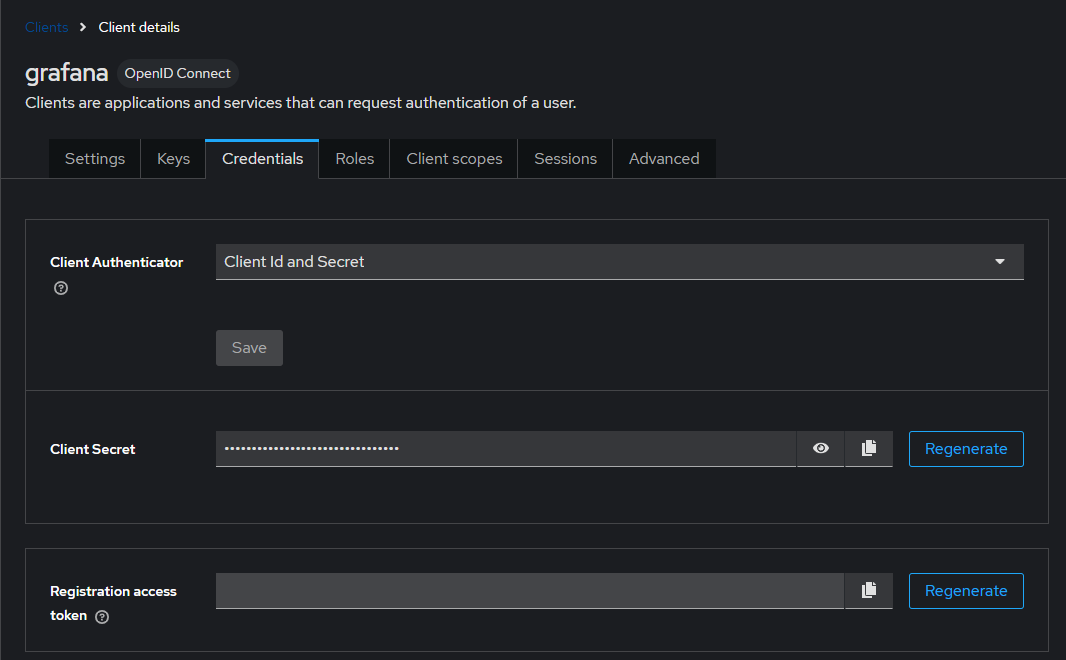 Clients > Client details
grafana OpenID Connect
Clients are applications and services that can request authentication of a user.
Settings Keys Credentials Roles Client scopes Sessions Advanced
Client Authenticator Client Id and Secret
Save
Client Secret •••••••••••••••••••••••••••••••• Regenerate
Registration access Regenerate
token